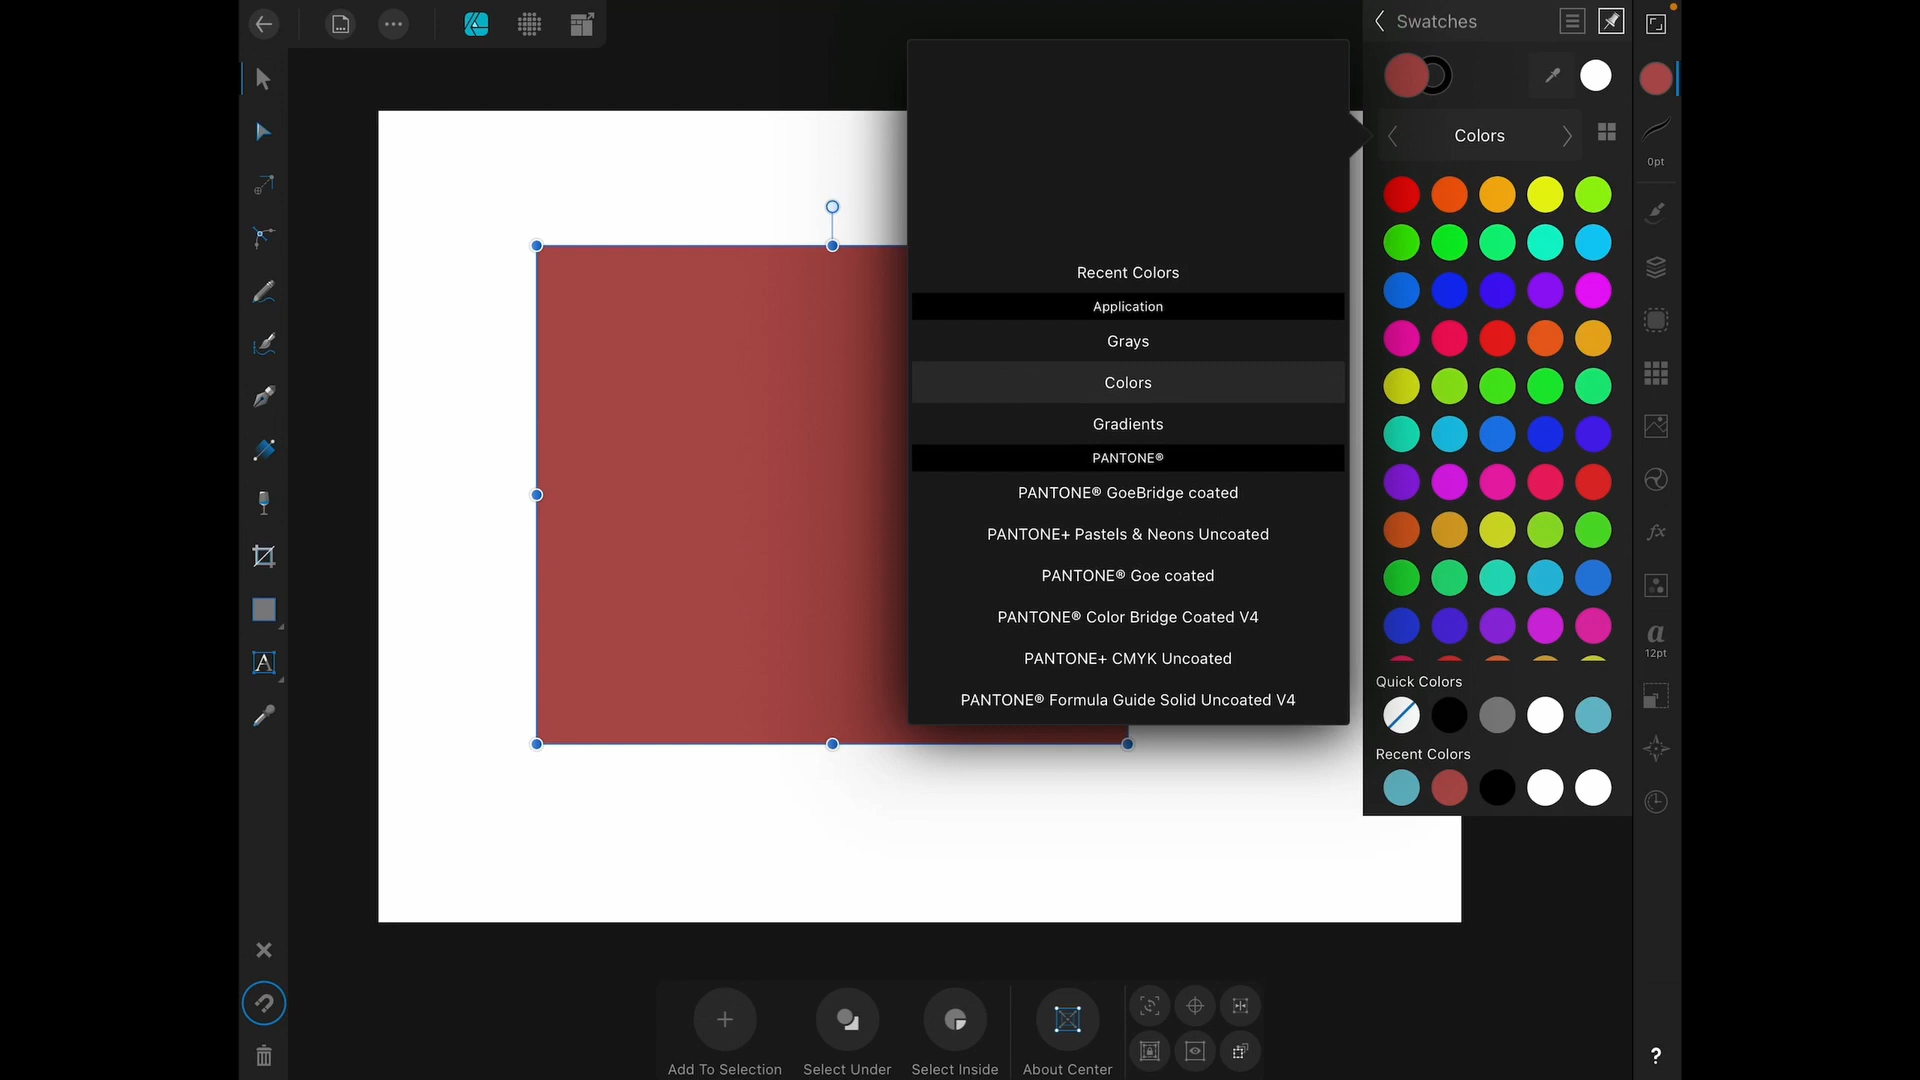 Swatches
Colors
0pt
Recent Colors
Application
Grays
Colors
Gradients
PANTONE®
PANTONE® GoeBridge coated
PANTONE+ Pastels & Neons Uncoated
PANTONE® Goe coated
PANTONE® Color Bridge Coated V4
PANTONE+ CMYK Uncoated
PANTONE® Formula Guide Solid Uncoated V4
fx
a
12pt
Quick Colors
Recent Colors
A
Add To Selection
Select Under
Select Inside
About Center
?